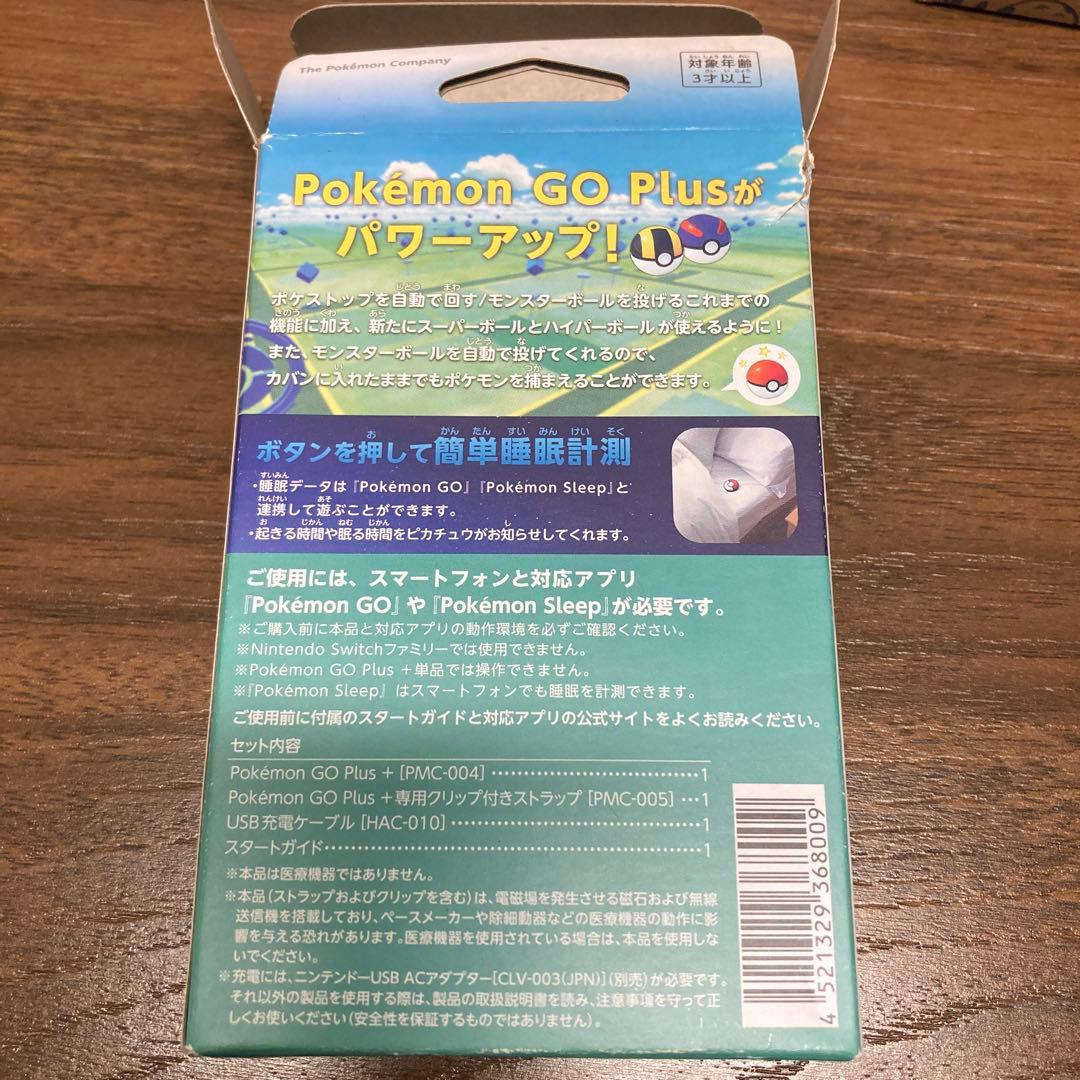 The Pokémon Company
対象年齢
3才以上
Pokémon GO Plusが
パワーアップ!
ポケストップを自動で回す/モンスターボールを投げるこれまでの
機能に加え、新たにスーパーボールとハイパーボールが使えるように!
また、モンスターボールを自動で投げてくれるので、
カバンに入れたままでもポケモンを捕まえることができます。
ボタンを押して簡単睡眠計測
・睡眠データは『Pokémon GO』『Pokémon Sleep』と
連携して遊ぶことができます。
・起きる時間や眠る時間をピカチュウがお知らせしてくれます。
ご使用には、スマートフォンと対応アプリ
『Pokémon GO』や『Pokémon Sleep』が必要です。
※ご購入前に本品と対応アプリの動作環境を必ずご確認ください。
※Nintendo Switchファミリーでは使用できません。
※Pokémon GO Plus +単品では操作できません。
※『Pokémon Sleep』はスマートフォンでも睡眠を計測できます。
ご使用前に付属のスタートガイドと対応アプリの公式サイトをよくお読みください。
セット内容
Pokémon GO Plus + [PMC-004] ………………………… 1
Pokémon GO Plus +専用クリップ付きストラップ [PMC-005] … 1
USB充電ケーブル [HAC-010] ……………………………… 1
スタートガイド ………………………………………………… 1
※本品は医療機器ではありません。
※本品(ストラップおよびクリップを含む)は、電磁場を発生させる磁石および無線
送信機を搭載しており、ペースメーカーや除細動器などの医療機器の動作に影
響を与える恐れがあります。医療機器を使用されている場合は、本品を使用しな
いでください。
※充電には、ニンテンドーUSB ACアダプター[CLV-003(JPN)](別売)が必要です。
それ以外の製品を使用する際は、製品の取扱説明書を読み、注意事項を守って正
しくお使いください(安全性を保証するものではありません)。
4 521329 368009